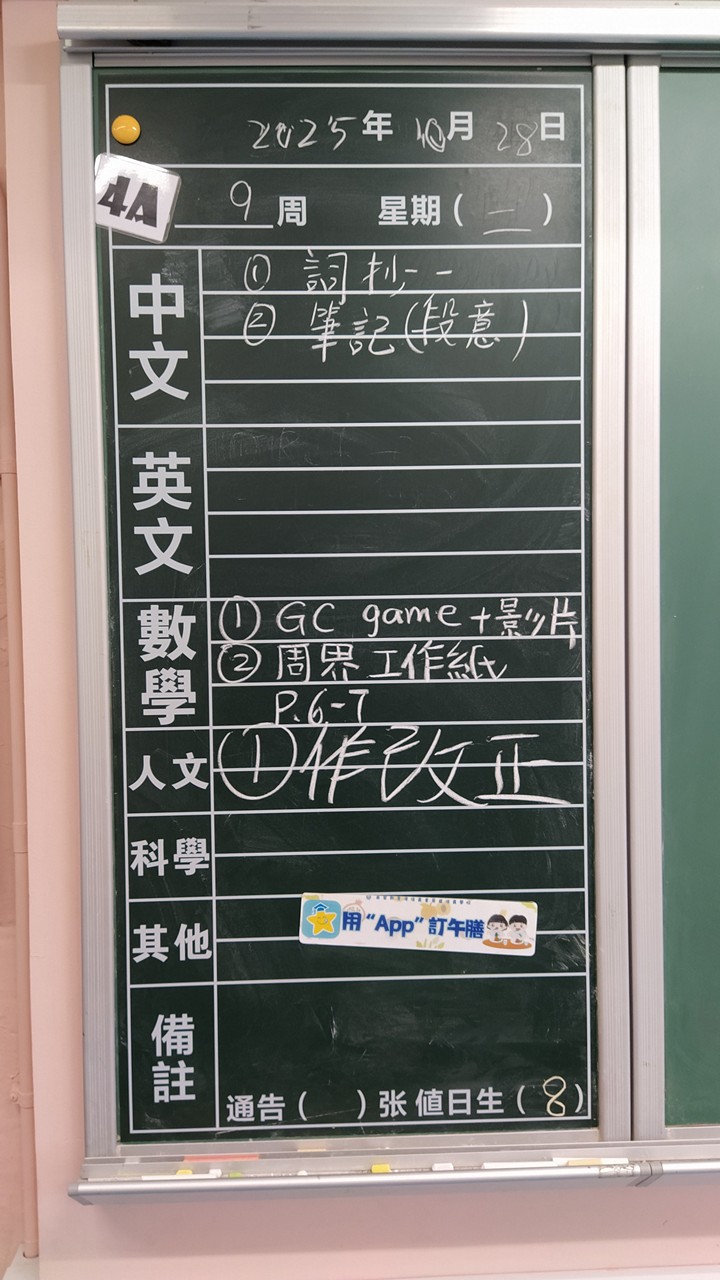 2025年 10月 28日
4A
9周 星期(二)
中文
① 詞抄一
② 筆記(段意)
英文
數學
① GC game+影片
② 周界工作紙
P.6-7
人文
①作改正
科學
其他
用“App”訂午膳
備註
通告( )张 值日生(8)